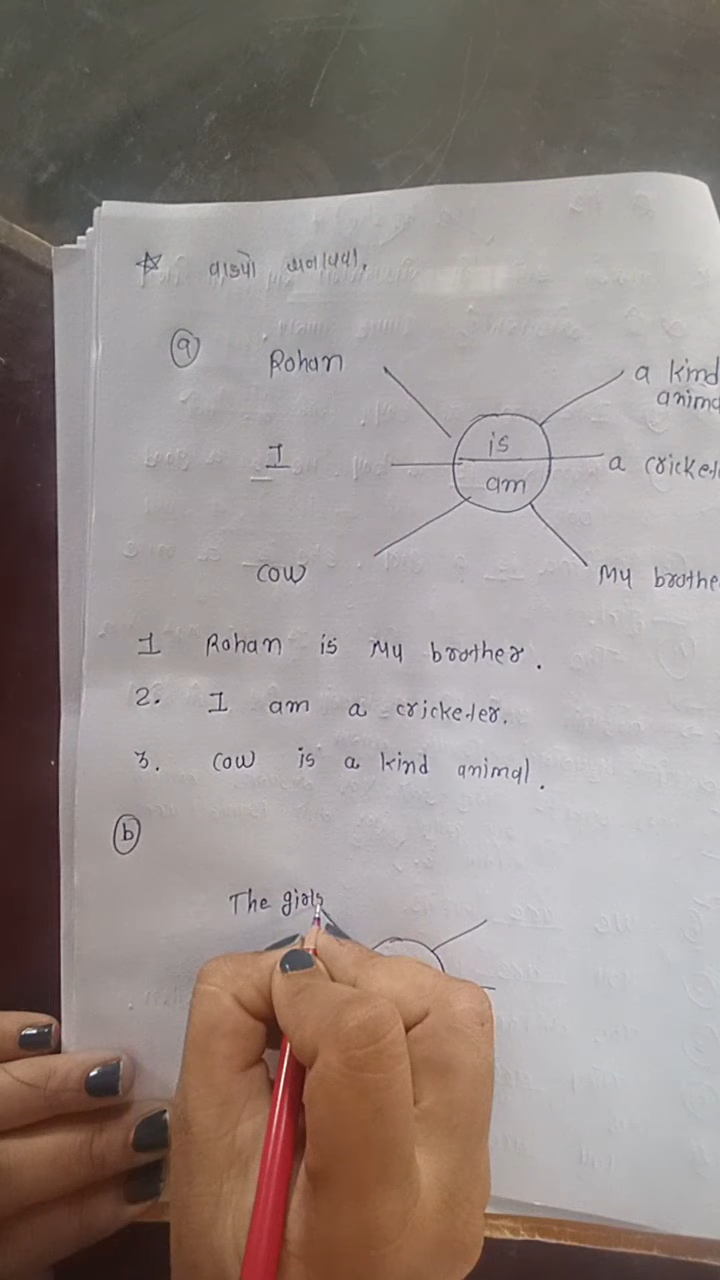 વાક્યો બનાવવા.
a
Rohan
a kind
anima
is
I
a cricket
am
cow
My brothe
1 Rohan is My brother.
2. I am a cricketer.
3. cow is a kind animal.
b
The girls